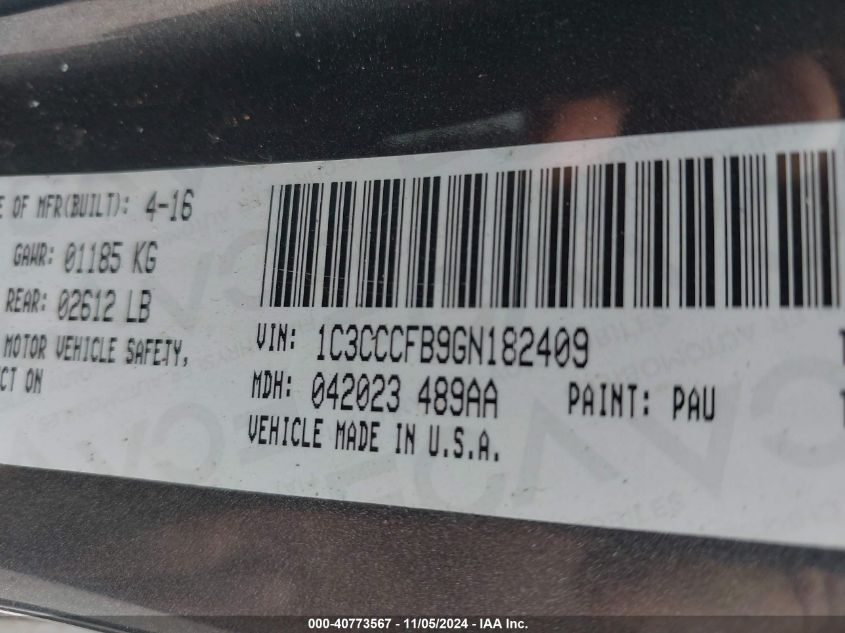 E OF MFR(BUILT): 4-16
GAWR: 01185 KG
REAR: 02612 LB
MOTOR VEHICLE SAFETY,
CT ON
VIN: 1C3CCCFB9GN182409
MDH: 042023 489AA PAINT: PAU
VEHICLE MADE IN U.S.A.
000-40773567 - 11/05/2024 - IAA Inc.